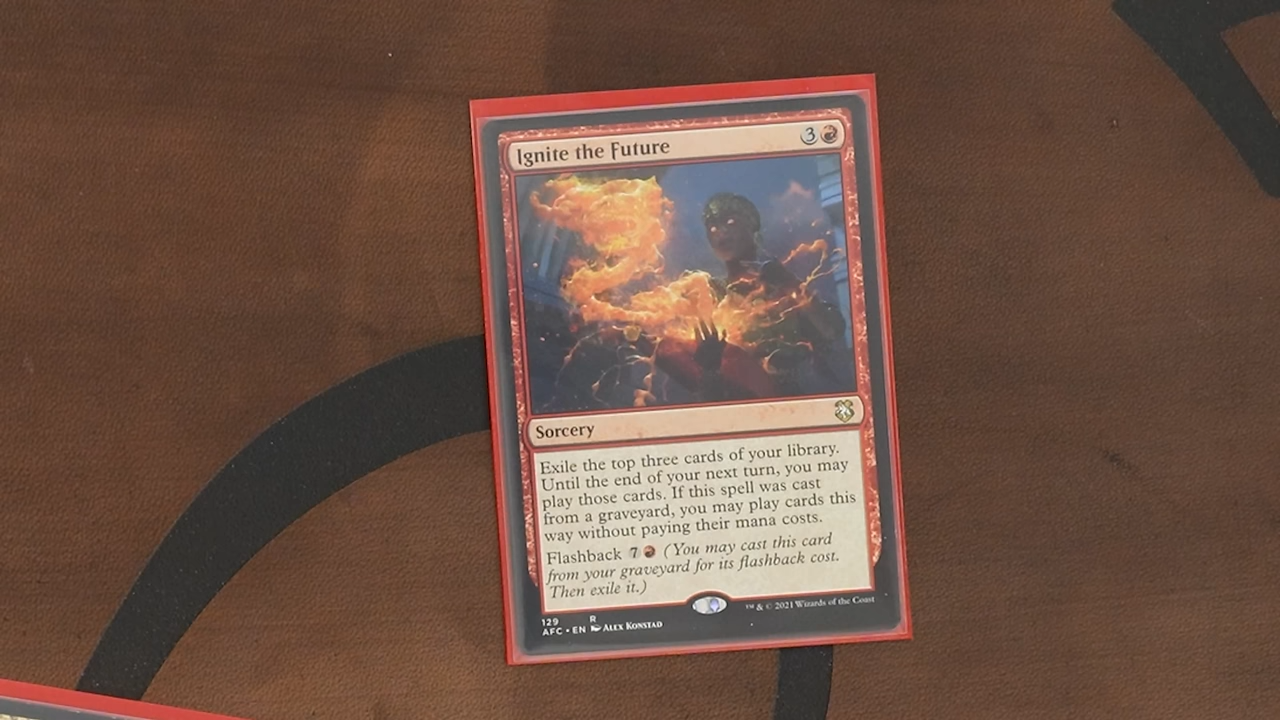 Ignite the Future
3
Sorcery
Exile the top three cards of your library.
Until the end of your next turn, you may
play those cards. If this spell was cast
from a graveyard, you may play cards this
way without paying their mana costs.
Flashback 7 (You may cast this card
from your graveyard for its flashback cost.
Then exile it.)
129 R
AFC • EN ALEX KONSTAD
™ & © 2021 Wizards of the Coast